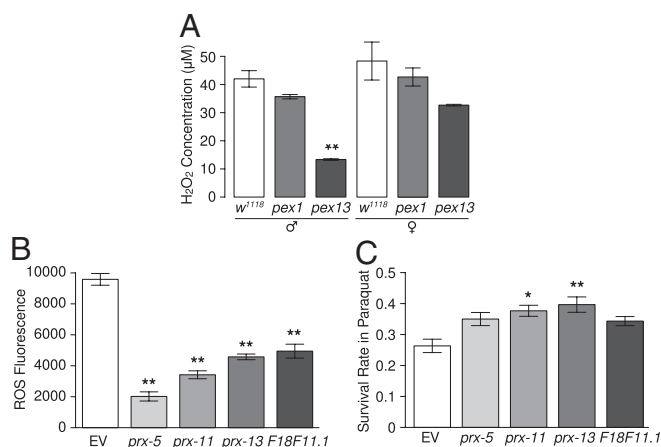 A
H₂O₂ Concentration (µM)
50
40
30
20
10
0
**
w¹¹¹⁸ pex1 pex13 w¹¹¹⁸ pex1 pex13
♂ ♀
B
ROS Fluorescence
10000
8000
6000
4000
2000
0
** ** ** **
EV prx-5 prx-11 prx-13 F18F11.1
C
Survival Rate in Paraquat
0.5
0.4
0.3
0.2
0.1
0
* **
EV prx-5 prx-11 prx-13 F18F11.1